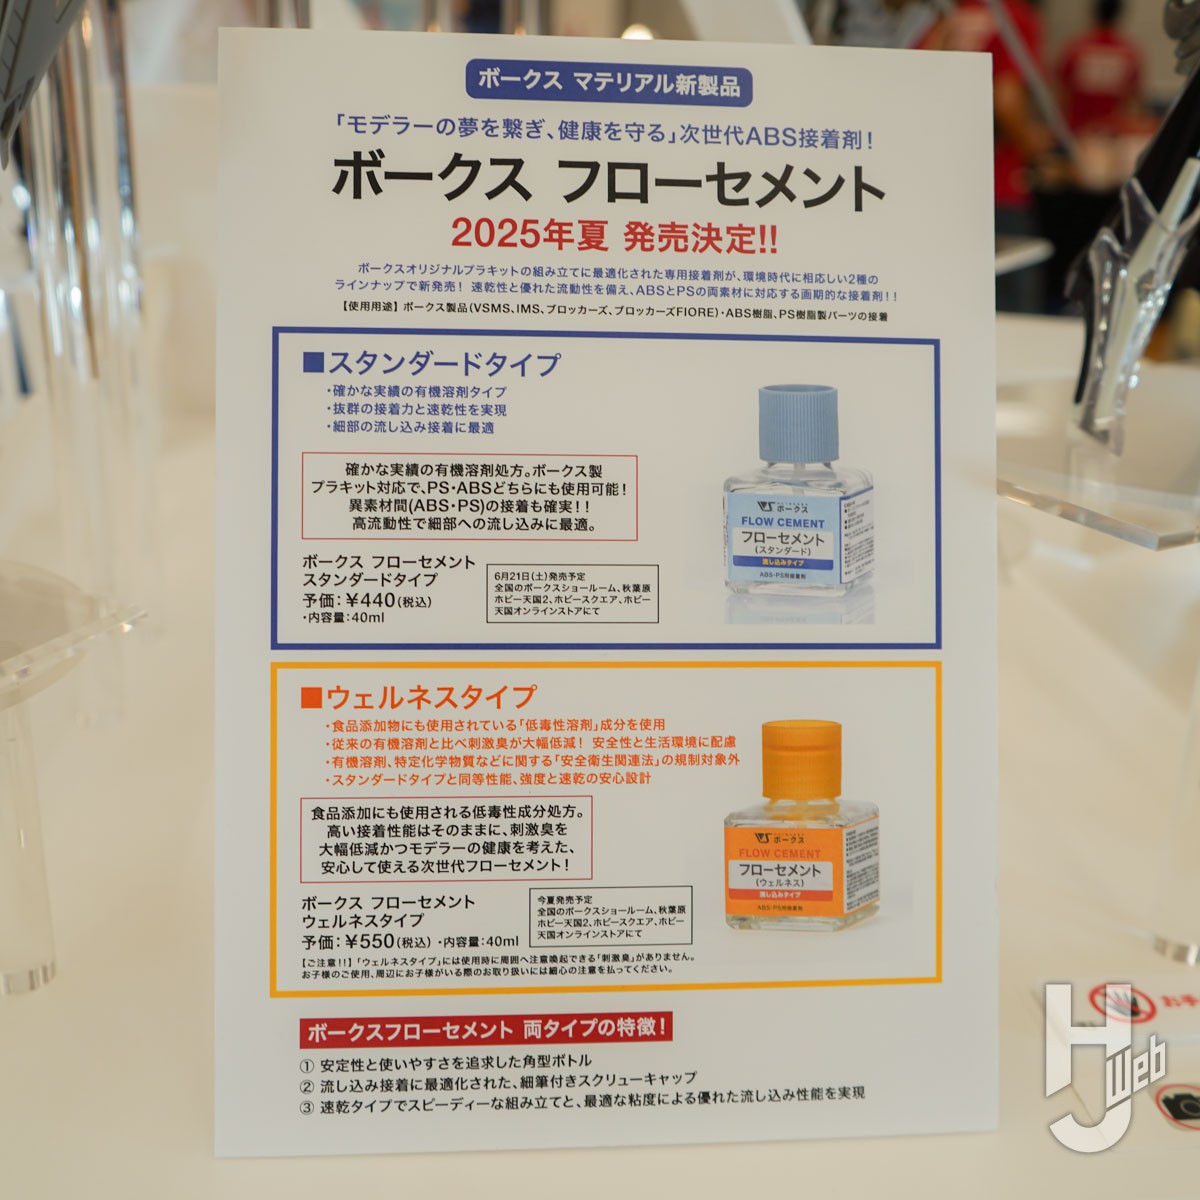 ボークス マテリアル新製品
「モデラーの夢を繋ぎ、健康を守る」次世代ABS接着剤！
ボークス フローセメント
2025年夏 発売決定!!
ボークスオリジナルプラキットの組み立てに最適化された専用接着剤が、環境時代に相応しい2種の
ラインナップで新発売！ 速乾性と優れた流動性を備え、ABSとPSの両素材に対応する画期的な接着剤！！
【使用用途】ボークス製品(VSMS、IMS、ブロッカーズ、ブロッカーズFIORE)・ABS樹脂、PS樹脂製パーツの接着
■スタンダードタイプ
・確かな実績の有機溶剤タイプ
・抜群の接着力と速乾性を実現
・細部の流し込み接着に最適
確かな実績の有機溶剤処方。ボークス製
プラキット対応で、PS・ABSどちらにも使用可能！
異素材間(ABS・PS)の接着も確実！！
高流動性で細部への流し込みに最適。
ボークス フローセメント
スタンダードタイプ
予価：￥440(税込)
・内容量：40ml
6月21日(土)発売予定
全国のボークスショールーム、秋葉原
ホビー天国2、ホビースクエア、ホビー
天国オンラインストアにて
ボークス
FLOW CEMENT
フローセメント
(スタンダード)
流し込みタイプ
ABS・PS用接着剤
■ウェルネスタイプ
・食品添加物にも使用されている「低毒性溶剤」成分を使用
・従来の有機溶剤と比べ刺激臭が大幅低減！ 安全性と生活環境に配慮
・有機溶剤、特定化学物質などに関する「安全衛生関連法」の規制対象外
・スタンダードタイプと同等性能、強度と速乾の安心設計
食品添加にも使用される低毒性成分処方。
高い接着性能はそのままに、刺激臭を
大幅低減かつモデラーの健康を考えた、
安心して使える次世代フローセメント！
ボークス フローセメント
ウェルネスタイプ
予価：￥550(税込) ・内容量：40ml
今夏発売予定
全国のボークスショールーム、秋葉原
ホビー天国2、ホビースクエア、ホビー
天国オンラインストアにて
【ご注意!!】「ウェルネスタイプ」には使用時に周囲へ注意喚起できる「刺激臭」がありません。
お子様のご使用、周辺にお子様がいる際のお取り扱いには細心の注意を払ってください。
ボークス
FLOW CEMENT
フローセメント
(ウェルネス)
流し込みタイプ
ABS・PS用接着剤
ボークスフローセメント 両タイプの特徴！
① 安定性と使いやすさを追求した角型ボトル
② 流し込み接着に最適化された、細筆付きスクリューキャップ
③ 速乾タイプでスピーディーな組み立てと、最適な粘度による優れた流し込み性能を実現
お手
HJ Web